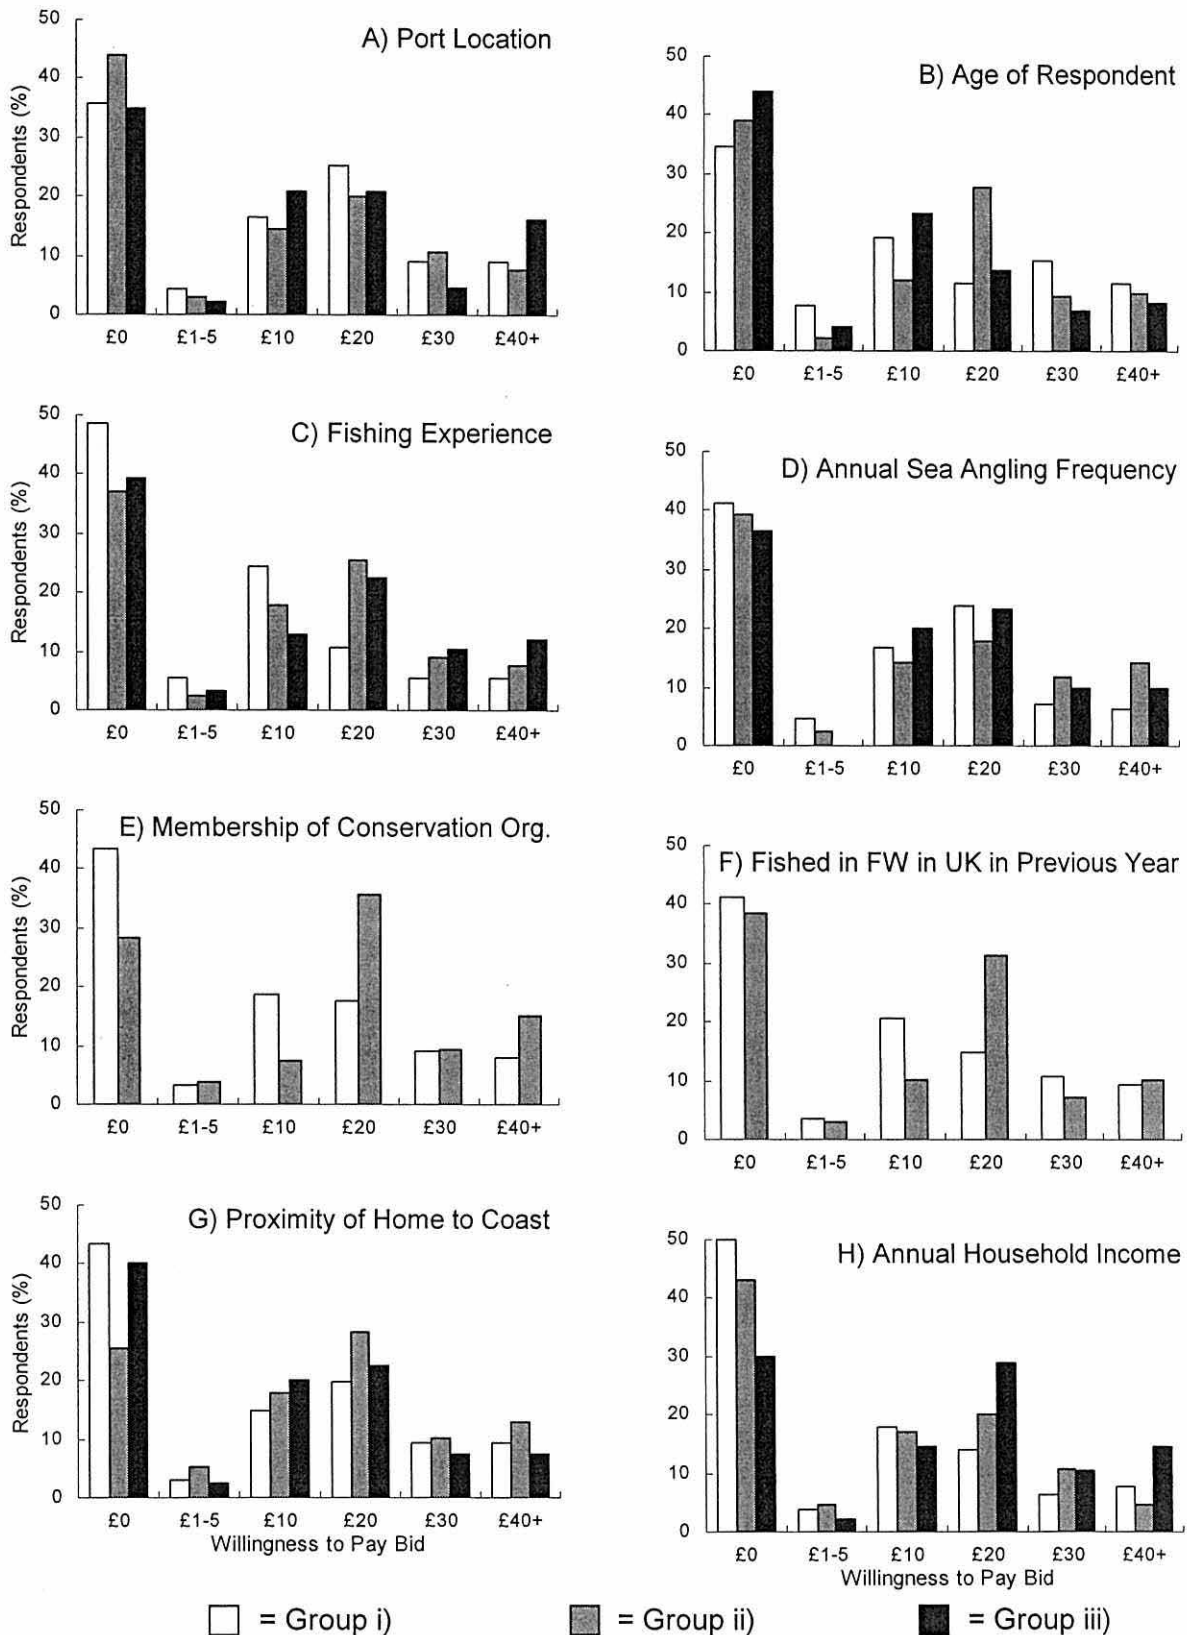 A) Port Location
Respondents (%)
50
40
30
20
10
0
£0 £1-5 £10 £20 £30 £40+
B) Age of Respondent
50
40
30
20
10
0
£0 £1-5 £10 £20 £30 £40+
C) Fishing Experience
Respondents (%)
50
40
30
20
10
0
£0 £1-5 £10 £20 £30 £40+
D) Annual Sea Angling Frequency
50
40
30
20
10
0
£0 £1-5 £10 £20 £30 £40+
E) Membership of Conservation Org.
Respondents (%)
50
40
30
20
10
0
£0 £1-5 £10 £20 £30 £40+
F) Fished in FW in UK in Previous Year
50
40
30
20
10
0
£0 £1-5 £10 £20 £30 £40+
G) Proximity of Home to Coast
Respondents (%)
50
40
30
20
10
0
£0 £1-5 £10 £20 £30 £40+
Willingness to Pay Bid
H) Annual Household Income
50
40
30
20
10
0
£0 £1-5 £10 £20 £30 £40+
Willingness to Pay Bid
= Group i) = Group ii) = Group iii)